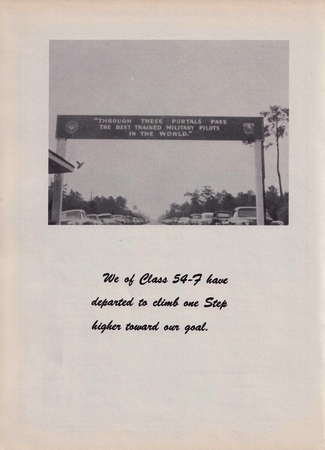 "THROUGH THESE PORTALS PASS
THE BEST TRAINED MILITARY PILOTS
IN THE WORLD."
We of Class 54-F have
departed to climb one Step
higher toward our goal.